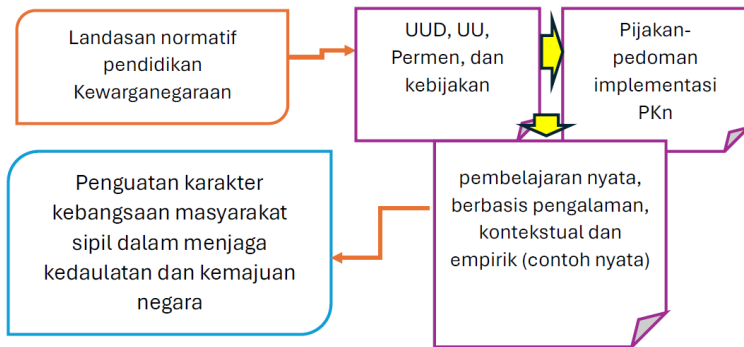 Landasan normatif
pendidikan
Kewarganegaraan
UUD, UU,
Permen, dan
kebijakan
Pijakan-
pedoman
implementasi
PKn
pembelajaran nyata,
berbasis pengalaman,
kontekstual dan
empirik (contoh nyata)
Penguatan karakter
kebangsaan masyarakat
sipil dalam menjaga
kedaulatan dan kemajuan
negara